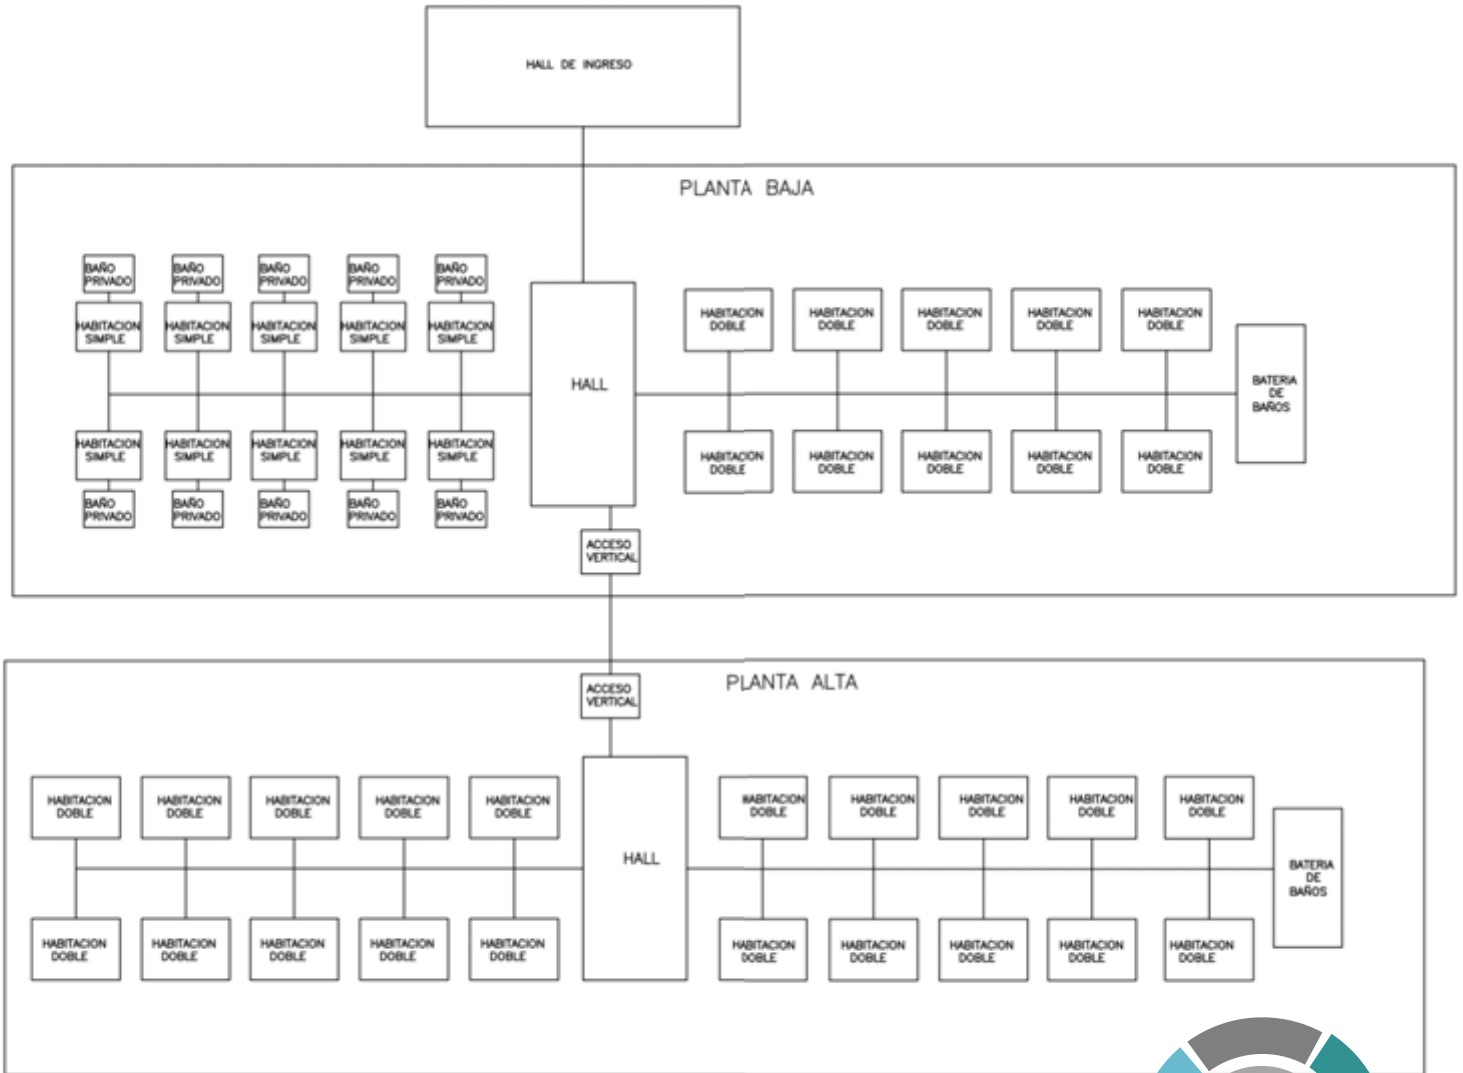 HALL DE INGRESO
PLANTA BAJA
BAÑO
PRIVADO
BAÑO
PRIVADO
BAÑO
PRIVADO
BAÑO
PRIVADO
BAÑO
PRIVADO
HABITACION
SIMPLE
HABITACION
SIMPLE
HABITACION
SIMPLE
HABITACION
SIMPLE
HABITACION
SIMPLE
HABITACION
DOBLE
HABITACION
DOBLE
HABITACION
DOBLE
HABITACION
DOBLE
HABITACION
DOBLE
HALL
BATERIA
DE
BAÑOS
HABITACION
SIMPLE
HABITACION
SIMPLE
HABITACION
SIMPLE
HABITACION
SIMPLE
HABITACION
SIMPLE
HABITACION
DOBLE
HABITACION
DOBLE
HABITACION
DOBLE
HABITACION
DOBLE
HABITACION
DOBLE
BAÑO
PRIVADO
BAÑO
PRIVADO
BAÑO
PRIVADO
BAÑO
PRIVADO
BAÑO
PRIVADO
ACCESO
VERTICAL
PLANTA ALTA
ACCESO
VERTICAL
HABITACION
DOBLE
HABITACION
DOBLE
HABITACION
DOBLE
HABITACION
DOBLE
HABITACION
DOBLE
HABITACION
DOBLE
HABITACION
DOBLE
HABITACION
DOBLE
HABITACION
DOBLE
HABITACION
DOBLE
HALL
BATERIA
DE
BAÑOS
HABITACION
DOBLE
HABITACION
DOBLE
HABITACION
DOBLE
HABITACION
DOBLE
HABITACION
DOBLE
HABITACION
DOBLE
HABITACION
DOBLE
HABITACION
DOBLE
HABITACION
DOBLE
HABITACION
DOBLE